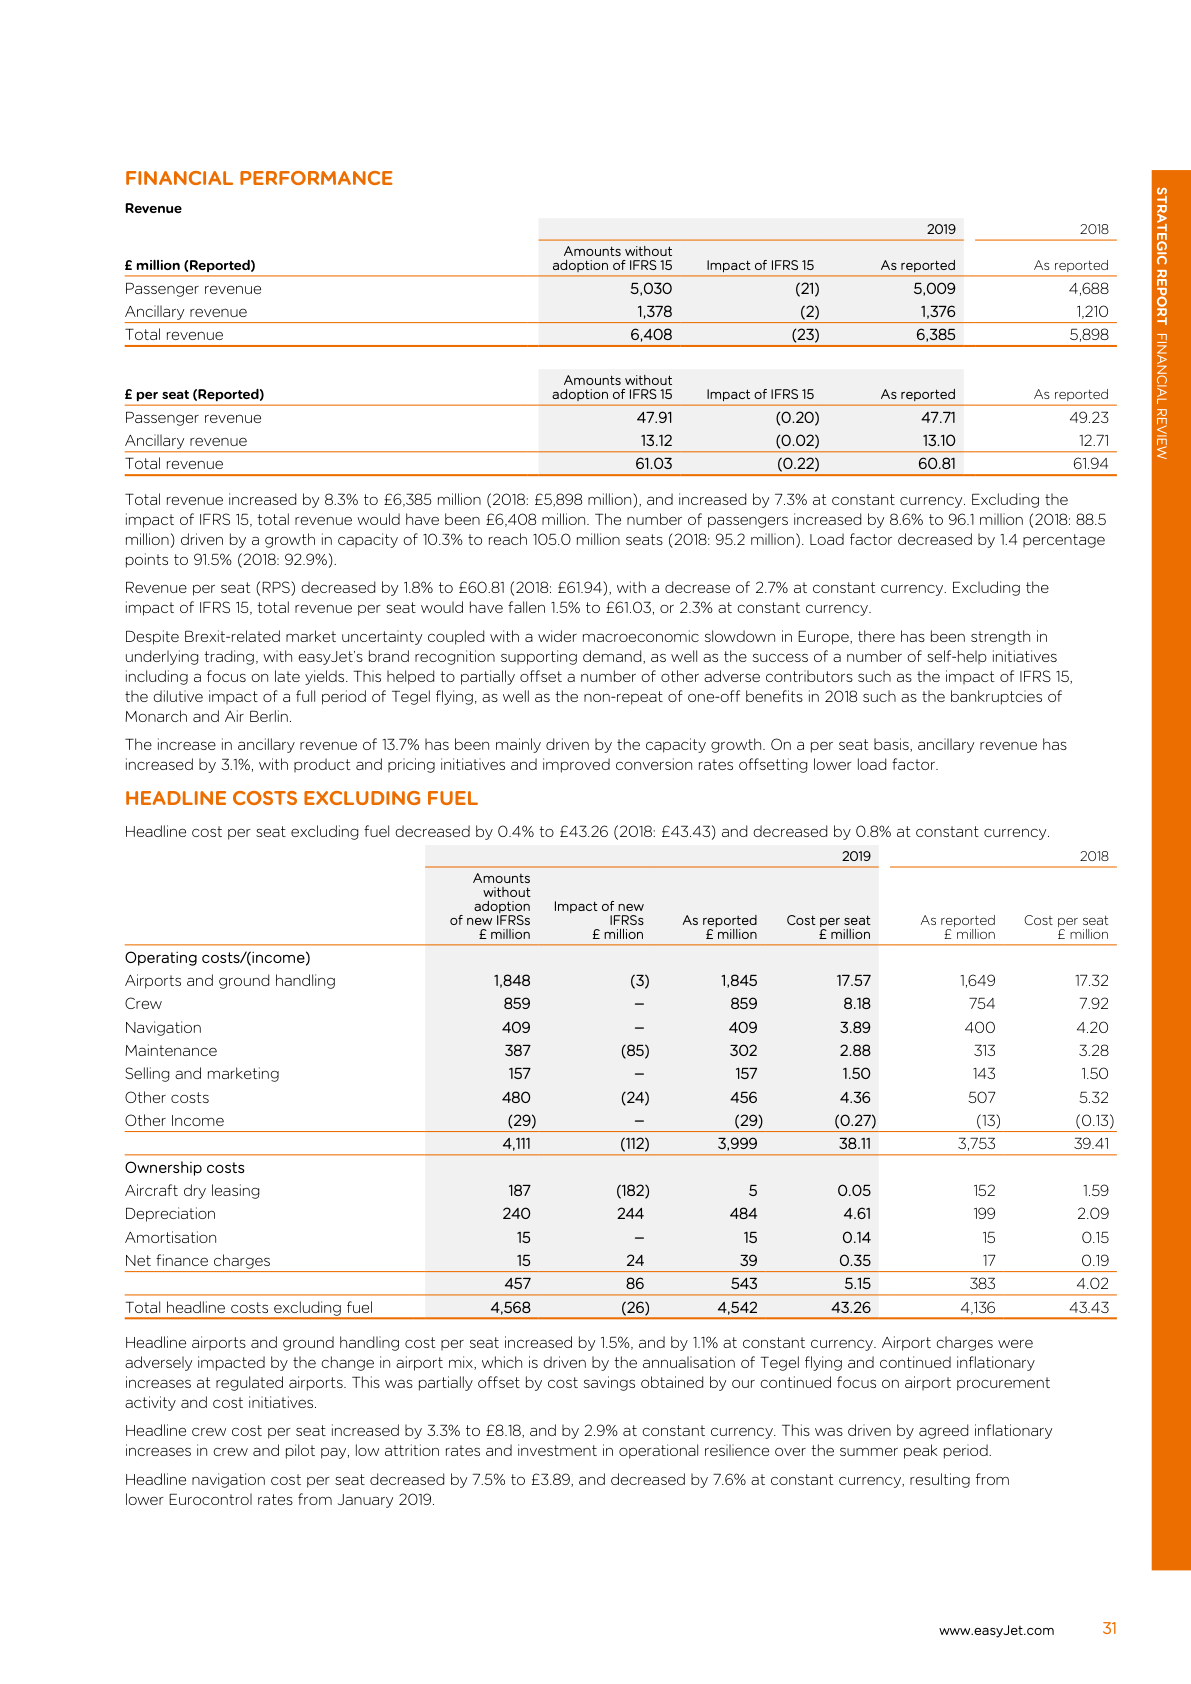 FINANCIAL PERFORMANCE
Revenue
2019 2018
£ million (Reported) Amounts without adoption of IFRS 15 Impact of IFRS 15 As reported As reported
Passenger revenue 5,030 (21) 5,009 4,688
Ancillary revenue 1,378 (2) 1,376 1,210
Total revenue 6,408 (23) 6,385 5,898
£ per seat (Reported) Amounts without adoption of IFRS 15 Impact of IFRS 15 As reported As reported
Passenger revenue 47.91 (0.20) 47.71 49.23
Ancillary revenue 13.12 (0.02) 13.10 12.71
Total revenue 61.03 (0.22) 60.81 61.94
Total revenue increased by 8.3% to £6,385 million (2018: £5,898 million), and increased by 7.3% at constant currency. Excluding the
impact of IFRS 15, total revenue would have been £6,408 million. The number of passengers increased by 8.6% to 96.1 million (2018: 88.5
million) driven by a growth in capacity of 10.3% to reach 105.0 million seats (2018: 95.2 million). Load factor decreased by 1.4 percentage
points to 91.5% (2018: 92.9%).
Revenue per seat (RPS) decreased by 1.8% to £60.81 (2018: £61.94), with a decrease of 2.7% at constant currency. Excluding the
impact of IFRS 15, total revenue per seat would have fallen 1.5% to £61.03, or 2.3% at constant currency.
Despite Brexit-related market uncertainty coupled with a wider macroeconomic slowdown in Europe, there has been strength in
underlying trading, with easyJet's brand recognition supporting demand, as well as the success of a number of self-help initiatives
including a focus on late yields. This helped to partially offset a number of other adverse contributors such as the impact of IFRS 15,
the dilutive impact of a full period of Tegel flying, as well as the non-repeat of one-off benefits in 2018 such as the bankruptcies of
Monarch and Air Berlin.
The increase in ancillary revenue of 13.7% has been mainly driven by the capacity growth. On a per seat basis, ancillary revenue has
increased by 3.1%, with product and pricing initiatives and improved conversion rates offsetting lower load factor.
HEADLINE COSTS EXCLUDING FUEL
Headline cost per seat excluding fuel decreased by 0.4% to £43.26 (2018: £43.43) and decreased by 0.8% at constant currency.
2019 2018
Amounts without adoption of new IFRSs £ million Impact of new IFRSs £ million As reported £ million Cost per seat £ million As reported £ million Cost per seat £ million
Operating costs/(income)
Airports and ground handling 1,848 (3) 1,845 17.57 1,649 17.32
Crew 859 – 859 8.18 754 7.92
Navigation 409 – 409 3.89 400 4.20
Maintenance 387 (85) 302 2.88 313 3.28
Selling and marketing 157 – 157 1.50 143 1.50
Other costs 480 (24) 456 4.36 507 5.32
Other Income (29) – (29) (0.27) (13) (0.13)
4,111 (112) 3,999 38.11 3,753 39.41
Ownership costs
Aircraft dry leasing 187 (182) 5 0.05 152 1.59
Depreciation 240 244 484 4.61 199 2.09
Amortisation 15 – 15 0.14 15 0.15
Net finance charges 15 24 39 0.35 17 0.19
457 86 543 5.15 383 4.02
Total headline costs excluding fuel 4,568 (26) 4,542 43.26 4,136 43.43
Headline airports and ground handling cost per seat increased by 1.5%, and by 1.1% at constant currency. Airport charges were
adversely impacted by the change in airport mix, which is driven by the annualisation of Tegel flying and continued inflationary
increases at regulated airports. This was partially offset by cost savings obtained by our continued focus on airport procurement
activity and cost initiatives.
Headline crew cost per seat increased by 3.3% to £8.18, and by 2.9% at constant currency. This was driven by agreed inflationary
increases in crew and pilot pay, low attrition rates and investment in operational resilience over the summer peak period.
Headline navigation cost per seat decreased by 7.5% to £3.89, and decreased by 7.6% at constant currency, resulting from
lower Eurocontrol rates from January 2019.
STRATEGIC REPORT FINANCIAL REVIEW
www.easyJet.com 31